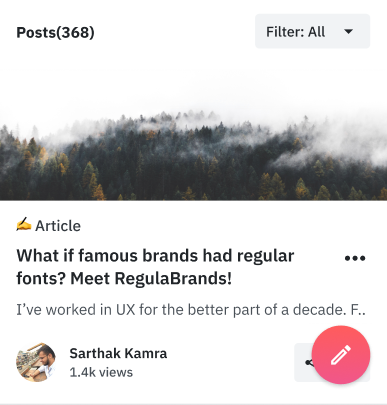 Posts(368)
Filter: All
Article
What if famous brands had regular
fonts? Meet RegulaBrands!
I’ve worked in UX for the better part of a decade. F..
Sarthak Kamra
1.4k views